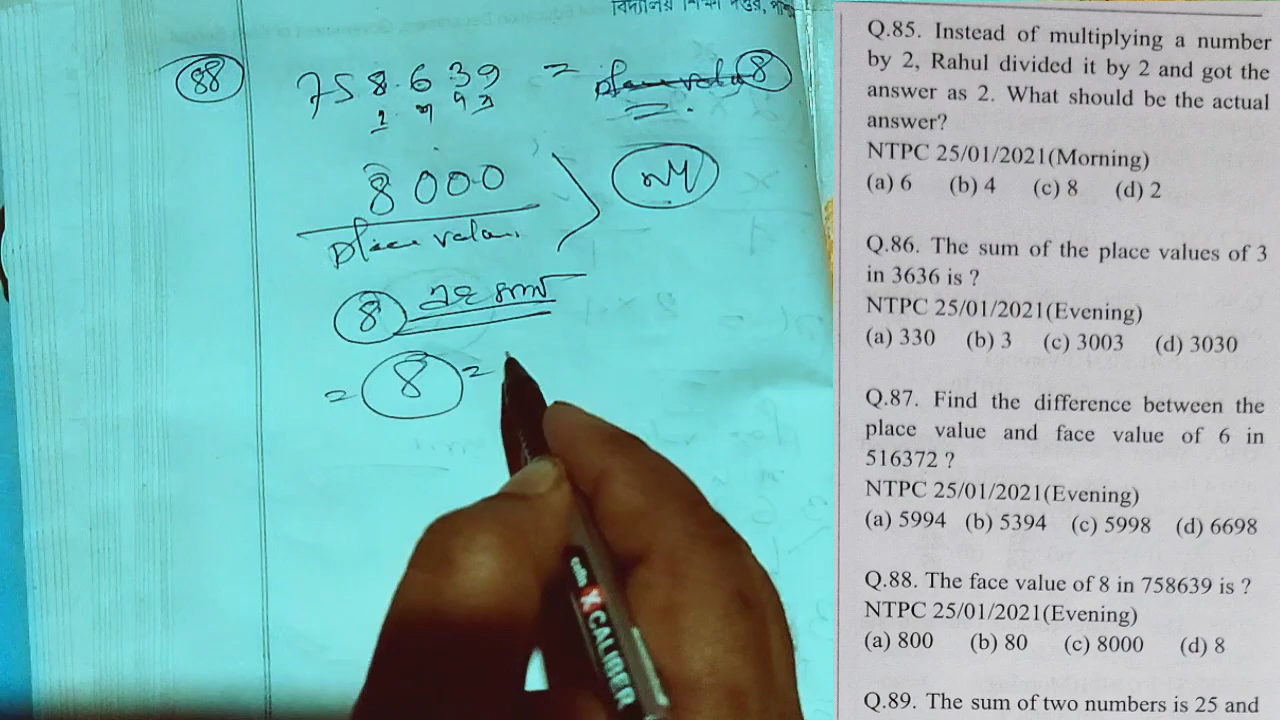 88 758.639 = 8
8000
place value.
8
= 8 =
Q.85. Instead of multiplying a number
by 2, Rahul divided it by 2 and got the
answer as 2. What should be the actual
answer?
NTPC 25/01/2021(Morning)
(a) 6 (b) 4 (c) 8 (d) 2
Q.86. The sum of the place values of 3
in 3636 is ?
NTPC 25/01/2021(Evening)
(a) 330 (b) 3 (c) 3003 (d) 3030
Q.87. Find the difference between the
place value and face value of 6 in
516372 ?
NTPC 25/01/2021(Evening)
(a) 5994 (b) 5394 (c) 5998 (d) 6698
Q.88. The face value of 8 in 758639 is ?
NTPC 25/01/2021(Evening)
(a) 800 (b) 80 (c) 8000 (d) 8
Q.89. The sum of two numbers is 25 and
cello XCALIBER